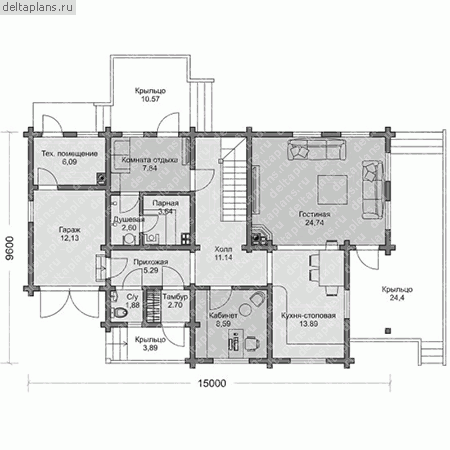 deltaplans.ru
Крыльцо
10.57
Тех. помещение
6,09
Комната отдыха
7.84
Гостиная
24,74
Гараж
12,13
Душевая
2,60
Парная
3,64
Холл
11.14
Прихожая
5.29
Крыльцо
24,4
С/у
1,88
Тамбур
2.70
Кабинет
8,59
Кухня-столовая
13.89
Крыльцо
3,89
9600
15000